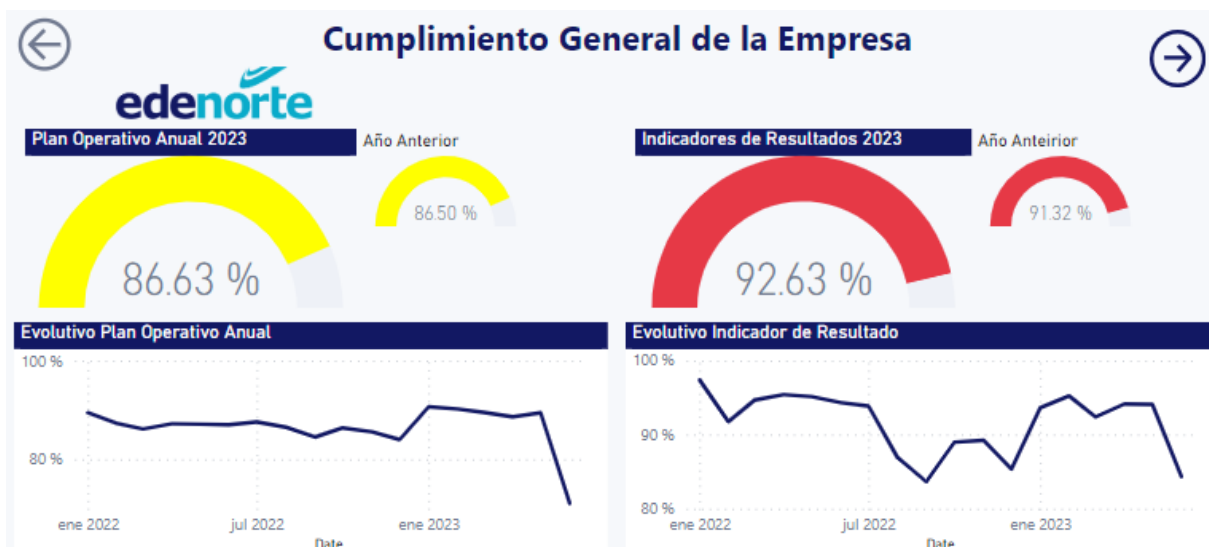 Cumplimiento General de la Empresa
edenorte
Plan Operativo Anual 2023
Año Anterior
86.63 %
86.50 %
Indicadores de Resultados 2023
Año Anteirior
92.63 %
91.32 %
Evolutivo Plan Operativo Anual
100 %
80 %
ene 2022 jul 2022 ene 2023
Date
Evolutivo Indicador de Resultado
100 %
90 %
80 %
ene 2022 jul 2022 ene 2023
Date